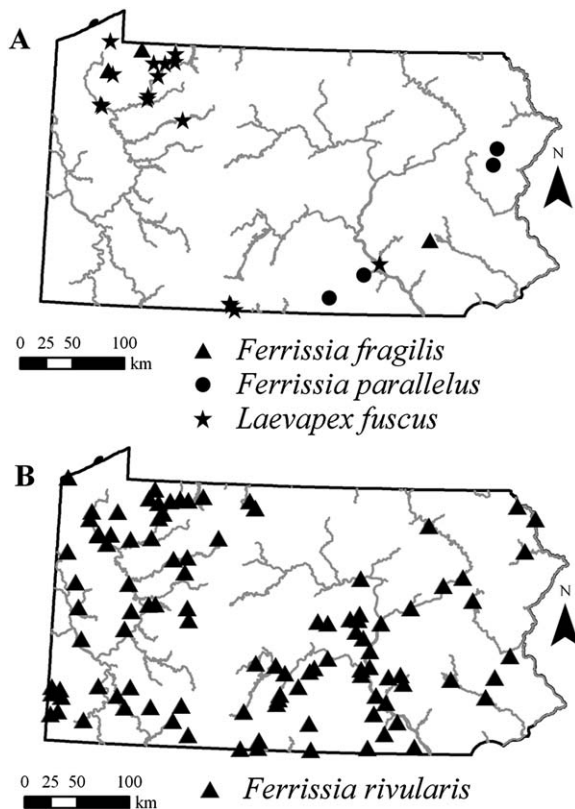 A
N
0 25 50 100
km
Ferrissia fragilis
Ferrissia parallelus
Laevapex fuscus
B
N
0 25 50 100
km
Ferrissia rivularis